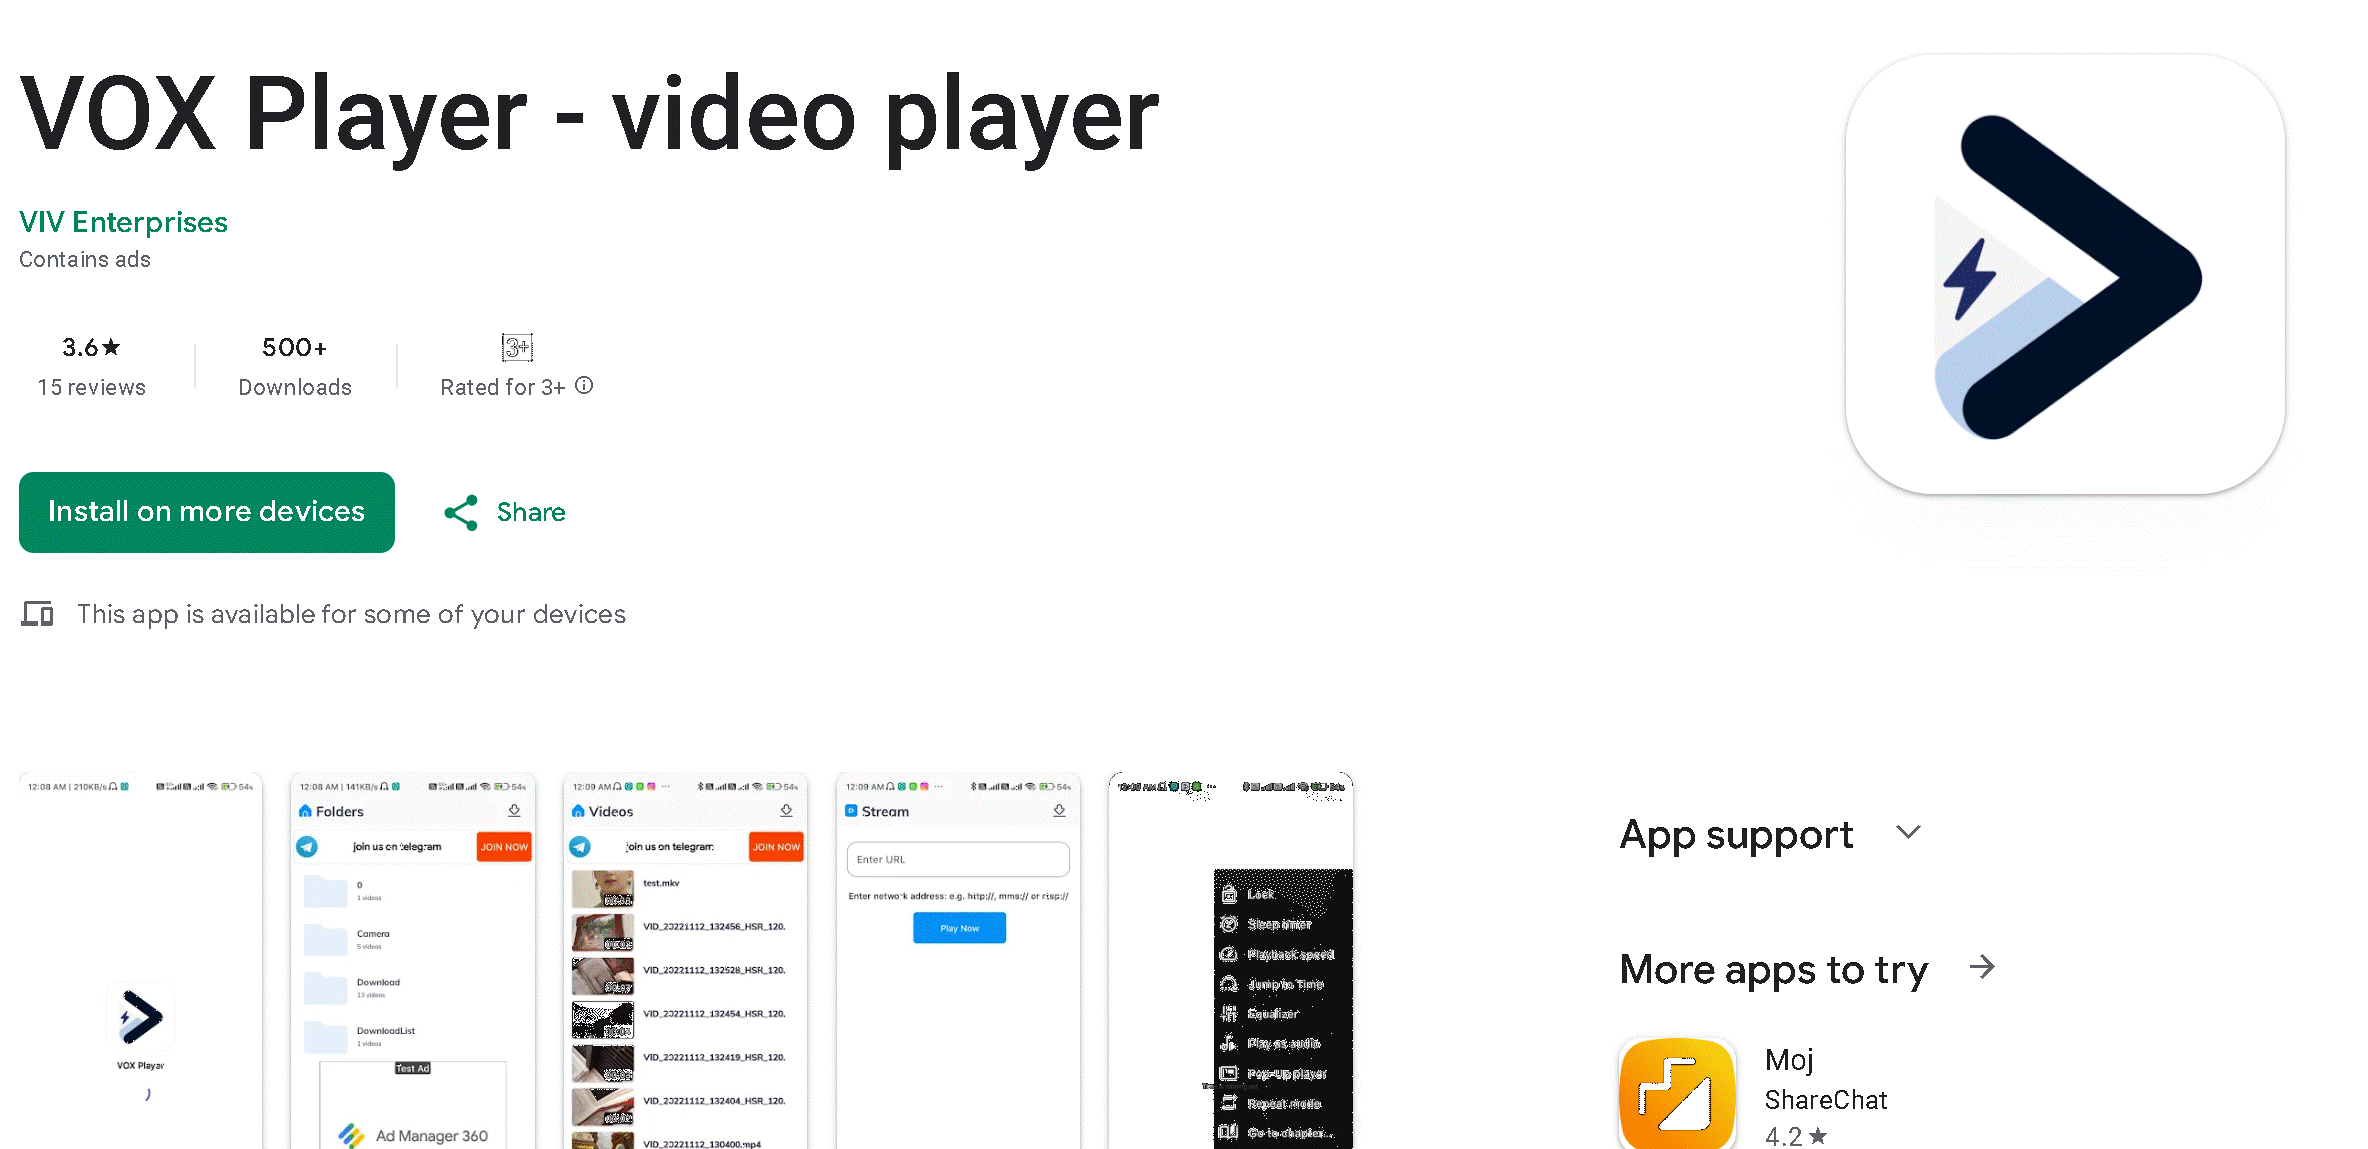 VOX Player - video player
VIV Enterprises
Contains ads
3.6★
15 reviews
500+
Downloads
3+
Rated for 3+
Install on more devices
Share
This app is available for some of your devices
12:08 AM | 210KB/s
54%
VOX Player
12:08 AM | 141KB/s
54%
Folders
join us on telegram
JOIN NOW
0
1 videos
Camera
5 videos
Download
13 videos
DownloadList
1 videos
Test Ad
Ad Manager 360
12:09 AM
54%
Videos
join us on telegram
JOIN NOW
test.mkv
VID_20221112_132456_HSR_120.
VID_20221112_132528_HSR_120.
VID_20221112_132454_HSR_120.
VID_20221112_132419_HSR_120.
VID_20221112_132404_HSR_120.
VID_20221112_130400.mp4
12:09 AM
54%
Stream
Enter URL
Enter network address: e.g. http://, mms:// or rtsp://
Play Now
Lock
Sleep timer
Playback speed
Jump to Time
Equalizer
Play as audio
Pop-Up player
Repeat mode
Go to chapter...
App support
More apps to try
Moj
ShareChat
4.2★